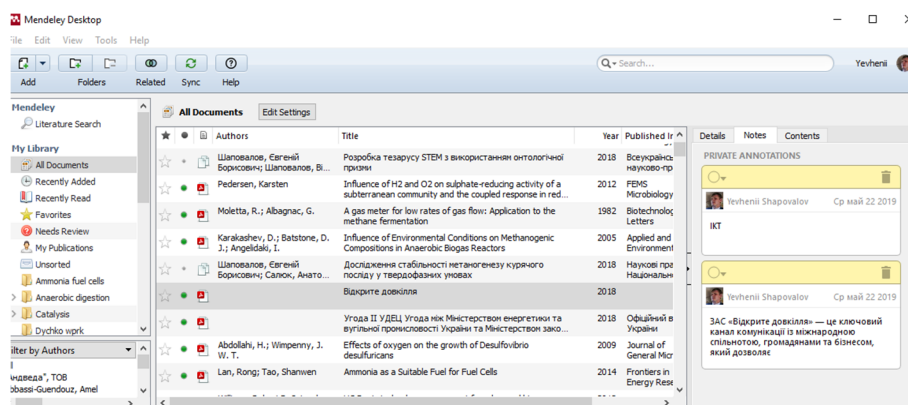 Mendeley Desktop
File Edit View Tools Help
Add Folders Related Sync Help
Search...
Yevhenii
Mendeley
Literature Search
My Library
All Documents
Recently Added
Recently Read
Favorites
Needs Review
My Publications
Unsorted
Ammonia fuel cells
Anaerobic digestion
Catalysis
Dychko wprk
ilter by Authors
ндведа", ТОВ
bbassi-Guendouz, Amel
All Documents Edit Settings
Authors Title Year Published In
Шаповалов, Євгеній Розробка тезарусу STEM з використанням онтологічної 2018 Всеукраїнсь
Борисович; Шаповалов, Ві... призми науково-пр
Pedersen, Karsten Influence of H2 and O2 on sulphate-reducing activity of a 2012 FEMS
subterranean community and the coupled response in red... Microbiology
Moletta, R.; Albagnac, G. A gas meter for low rates of gas flow: Application to the 1982 Biotechnolog
methane fermentation Letters
Karakashev, D.; Batstone, D. Influence of Environmental Conditions on Methanogenic 2005 Applied and
J.; Angelidaki, I. Compositions in Anaerobic Biogas Reactors Environment
Шаповалов, Євгеній Дослідження стабільності метаногенезу курячого 2018 Наукові пра
Борисович; Салюк, Анато... посліду у твердофазних умовах Національн
Відкрите довкілля 2018
Угода II УДЕЦ Угода між Міністерством енергетики та 2018 Офіційний в
вугільної промисловості України та Міністерством зако... України
Abdollahi, H.; Wimpenny, J. Effects of oxygen on the growth of Desulfovibrio 2009 Journal of
W. T. desulfuricans General Micr
Lan, Rong; Tao, Shanwen Ammonia as a Suitable Fuel for Fuel Cells 2014 Frontiers in
Energy Rese
Details Notes Contents
PRIVATE ANNOTATIONS
Yevhenii Shapovalov Ср май 22 2019
ІКТ
Yevhenii Shapovalov Ср май 22 2019
ЗАС «Відкрите довкілля» — це ключовий
канал комунікації із міжнародною
спільнотою, громадянами та бізнесом,
який дозволяє